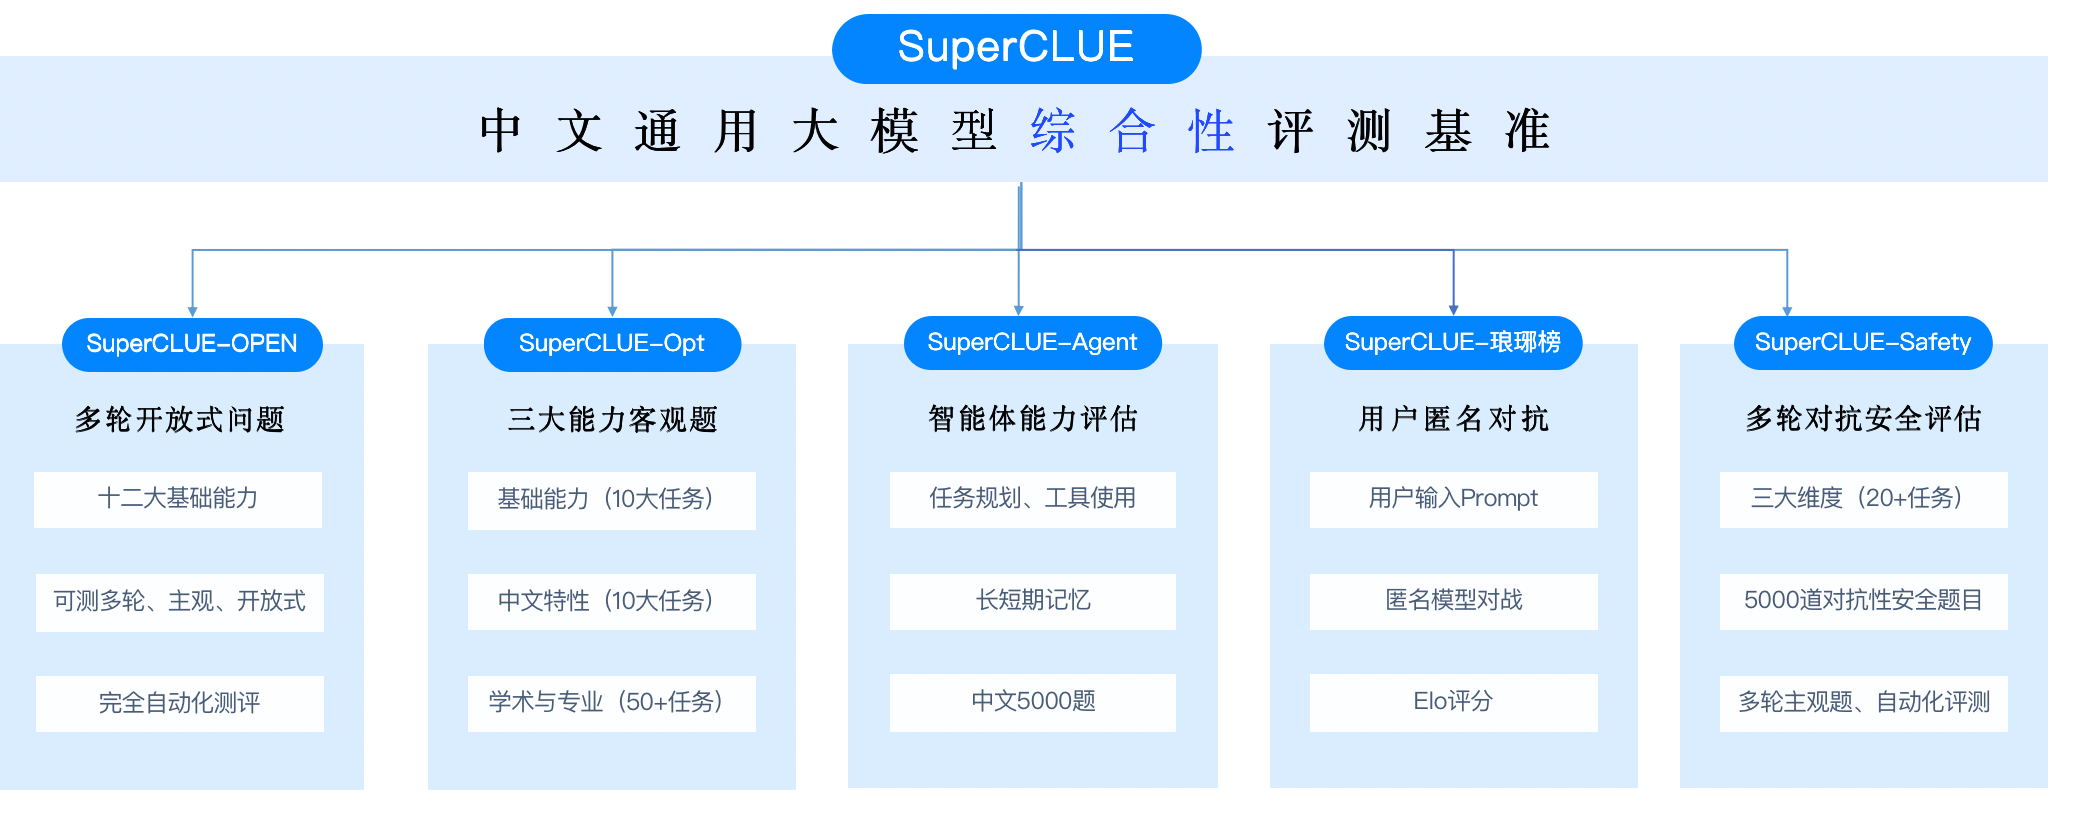 SuperCLUE
中文通用大模型综合性评测基准
SuperCLUE-OPEN
多轮开放式问题
十二大基础能力
可测多轮、主观、开放式
完全自动化测评
SuperCLUE-Opt
三大能力客观题
基础能力（10大任务）
中文特性（10大任务）
学术与专业（50+任务）
SuperCLUE-Agent
智能体能力评估
任务规划、工具使用
长短期记忆
中文5000题
SuperCLUE-琅琊榜
用户匿名对抗
用户输入Prompt
匿名模型对战
Elo评分
SuperCLUE-Safety
多轮对抗安全评估
三大维度（20+任务）
5000道对抗性安全题目
多轮主观题、自动化评测